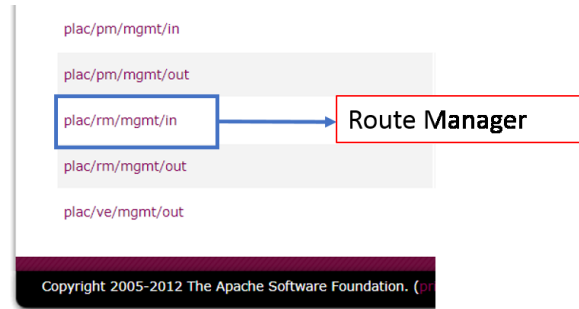 plac/pm/mgmt/in
plac/pm/mgmt/out
plac/rm/mgmt/in
Route Manager
plac/rm/mgmt/out
plac/ve/mgmt/out
Copyright 2005-2012 The Apache Software Foundation. (